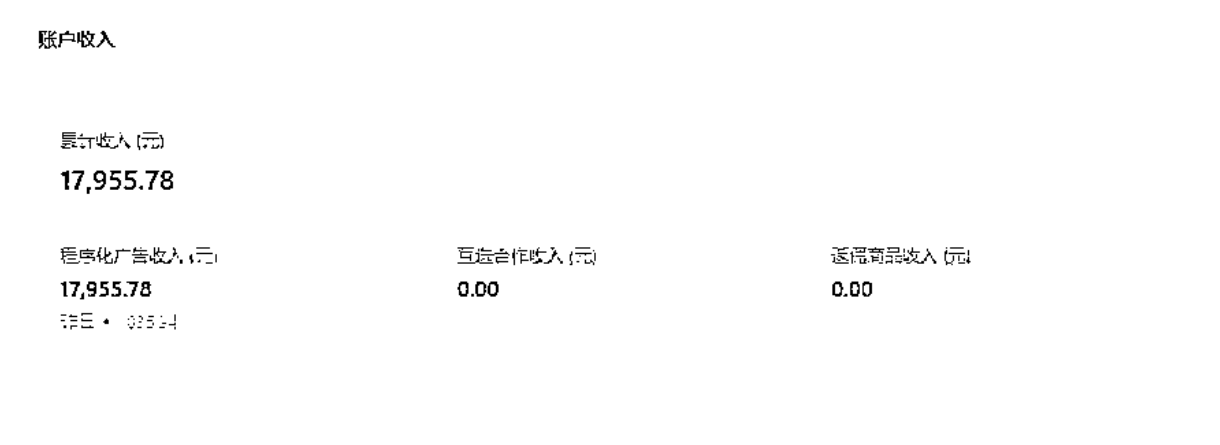 账户收入
收入 (元)
17,955.78
程序化广告收入 (元)
互选合作收入 (元)
返佣商品收入 (元)
17,955.78
0.00
0.00
昨日